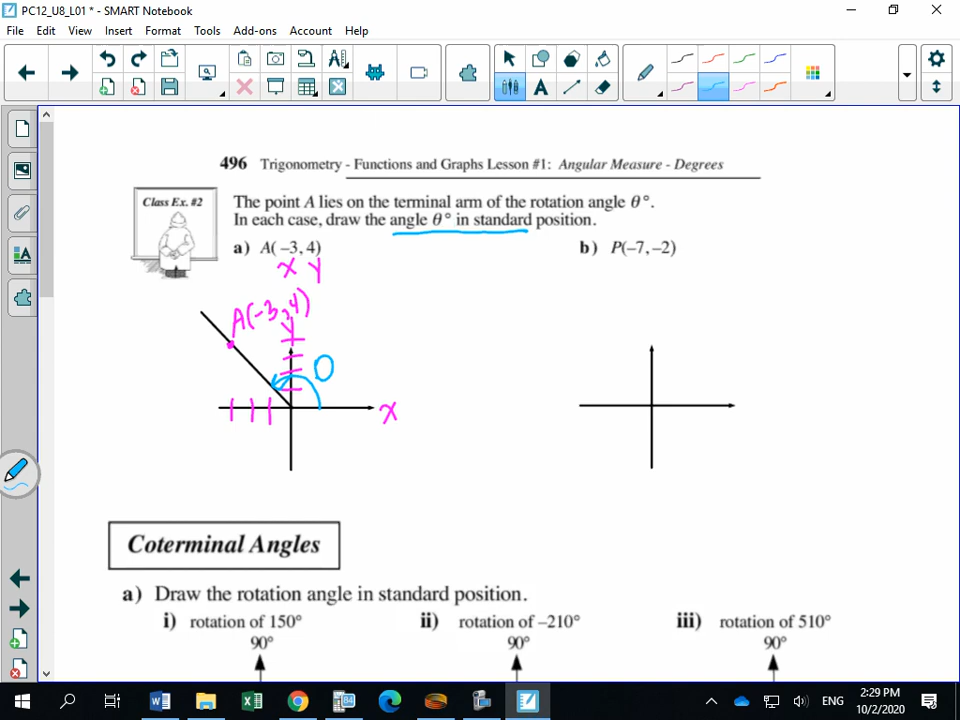 PC12_U8_L01 * - SMART Notebook
File Edit View Insert Format Tools Add-ons Account Help
496 Trigonometry - Functions and Graphs Lesson #1: Angular Measure - Degrees
Class Ex. #2
The point A lies on the terminal arm of the rotation angle θ°.
In each case, draw the angle θ° in standard position.
a) A(−3, 4)
b) P(−7, −2)
x y
A(-3,4)
y
x
Coterminal Angles
a) Draw the rotation angle in standard position.
i) rotation of 150°
ii) rotation of −210°
iii) rotation of 510°
90°
90°
90°
ENG
2:29 PM
10/2/2020